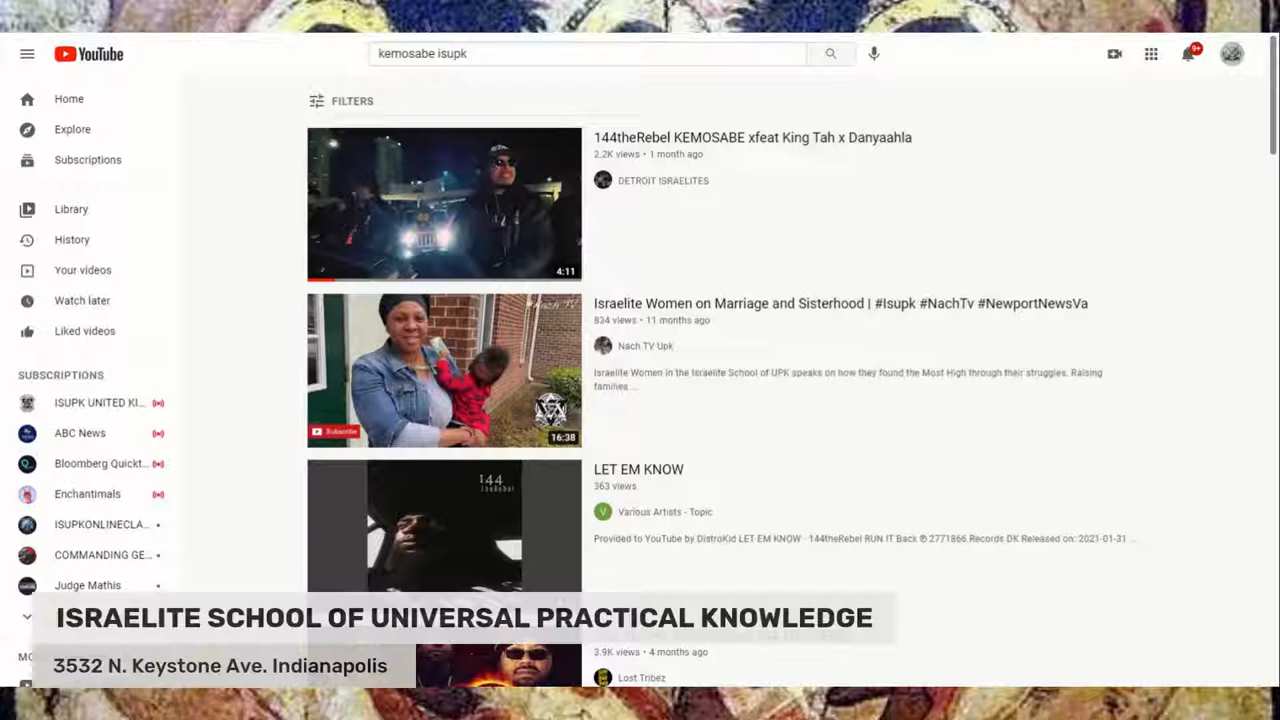 YouTube
kemosabe isupk
9+
Home
Explore
Subscriptions
Library
History
Your videos
Watch later
Liked videos
SUBSCRIPTIONS
ISUPK UNITED KI...
ABC News
Bloomberg Quickt...
Enchantimals
ISUPKONLINECLA...
COMMANDING GE...
Judge Mathis
MO
FILTERS
4:11
144theRebel KEMOSABE xfeat King Tah x Danyaahla
2.2K views • 1 month ago
DETROIT ISRAELITES
Nach TV
Subscribe
16:38
Israelite Women on Marriage and Sisterhood | #Isupk #NachTv #NewportNewsVa
834 views • 11 months ago
Nach TV Upk
Israelite Women in the Israelite School of UPK speaks on how they found the Most High through their struggles. Raising
families ...
144
TheRebel
LET EM KNOW
363 views
V
Various Artists - Topic
Provided to YouTube by DistroKid LET EM KNOW · 144theRebel RUN IT Back ℗ 2771866 Records DK Released on: 2021-01-31 ...
3.9K views • 4 months ago
Lost Tribez
ISRAELITE SCHOOL OF UNIVERSAL PRACTICAL KNOWLEDGE
3532 N. Keystone Ave. Indianapolis